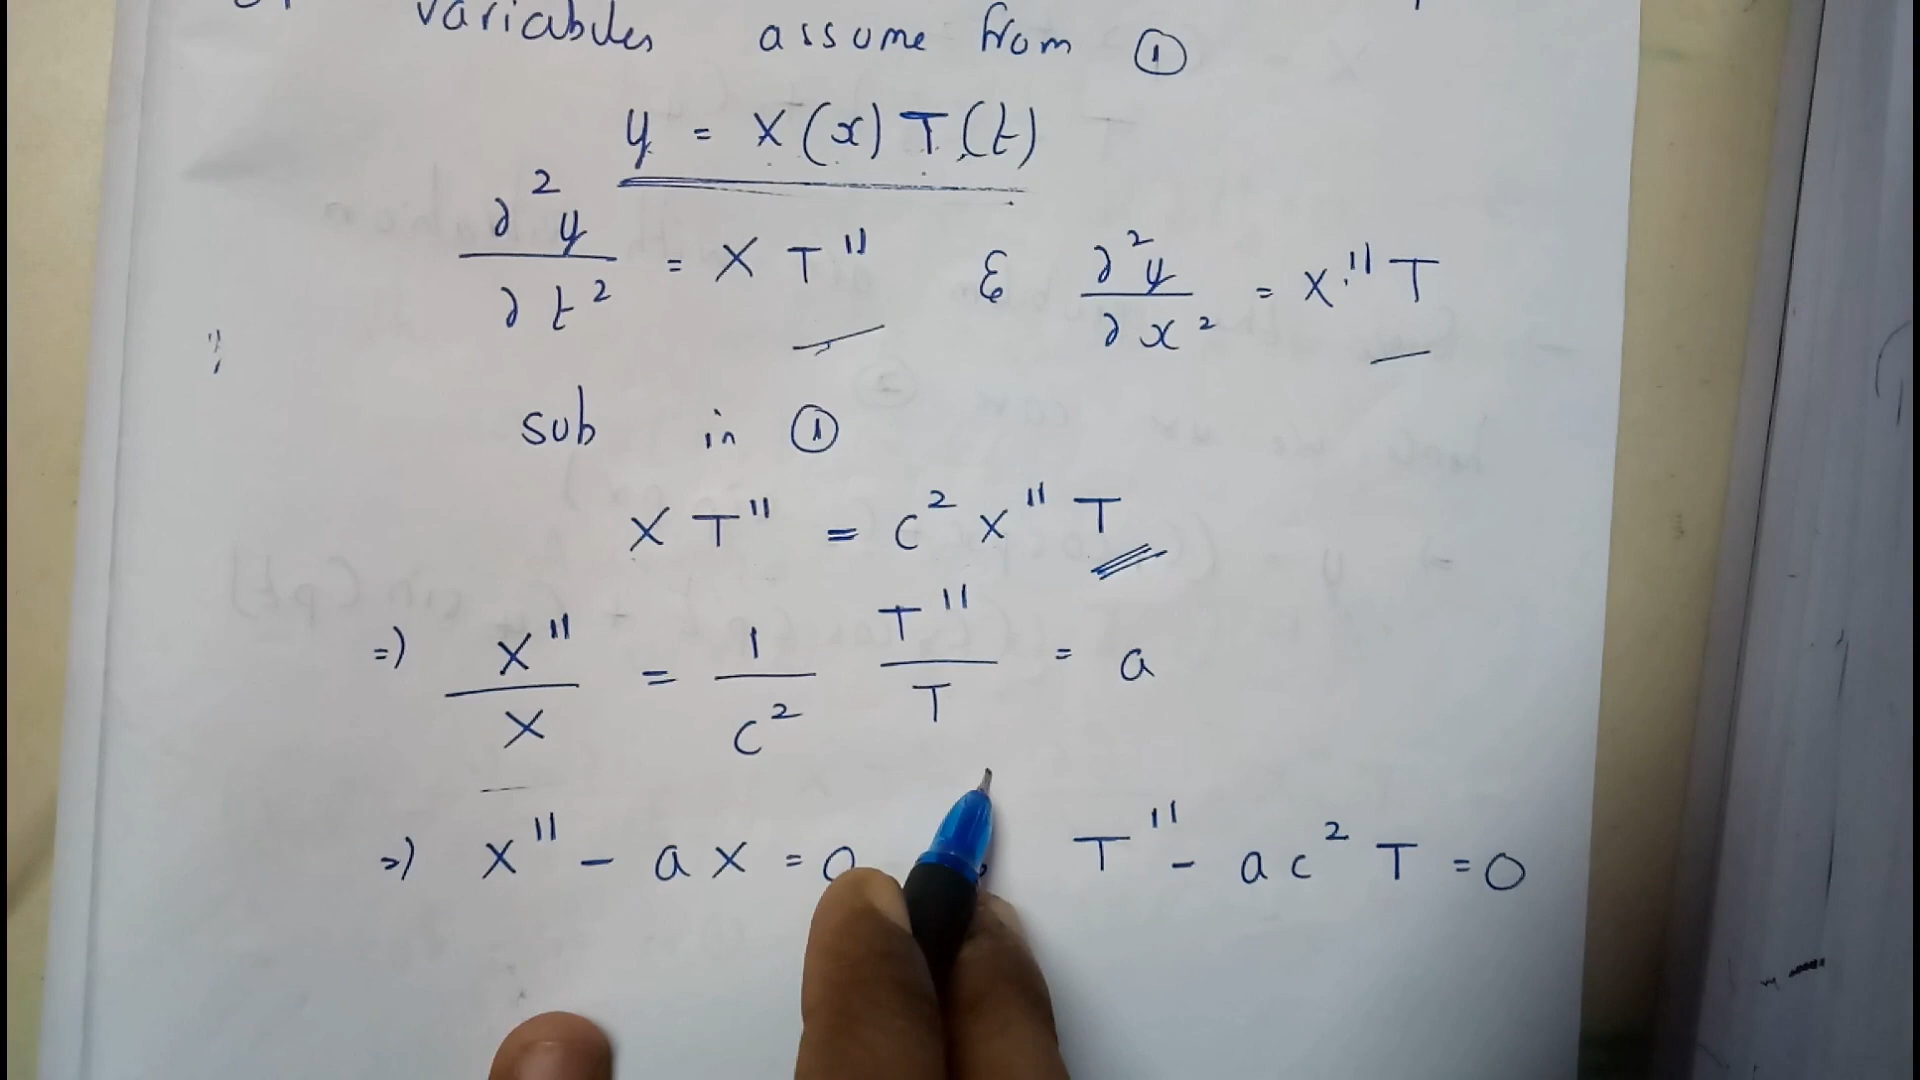 variables assume from ①
y = X(x) T(t)
∂²y/∂t² = X T" & ∂²y/∂x² = X" T
sub in ①
X T" = c² X" T
=) X"/X = 1/c² T"/T = a
=) X" - a X = 0 T" - a c² T = 0